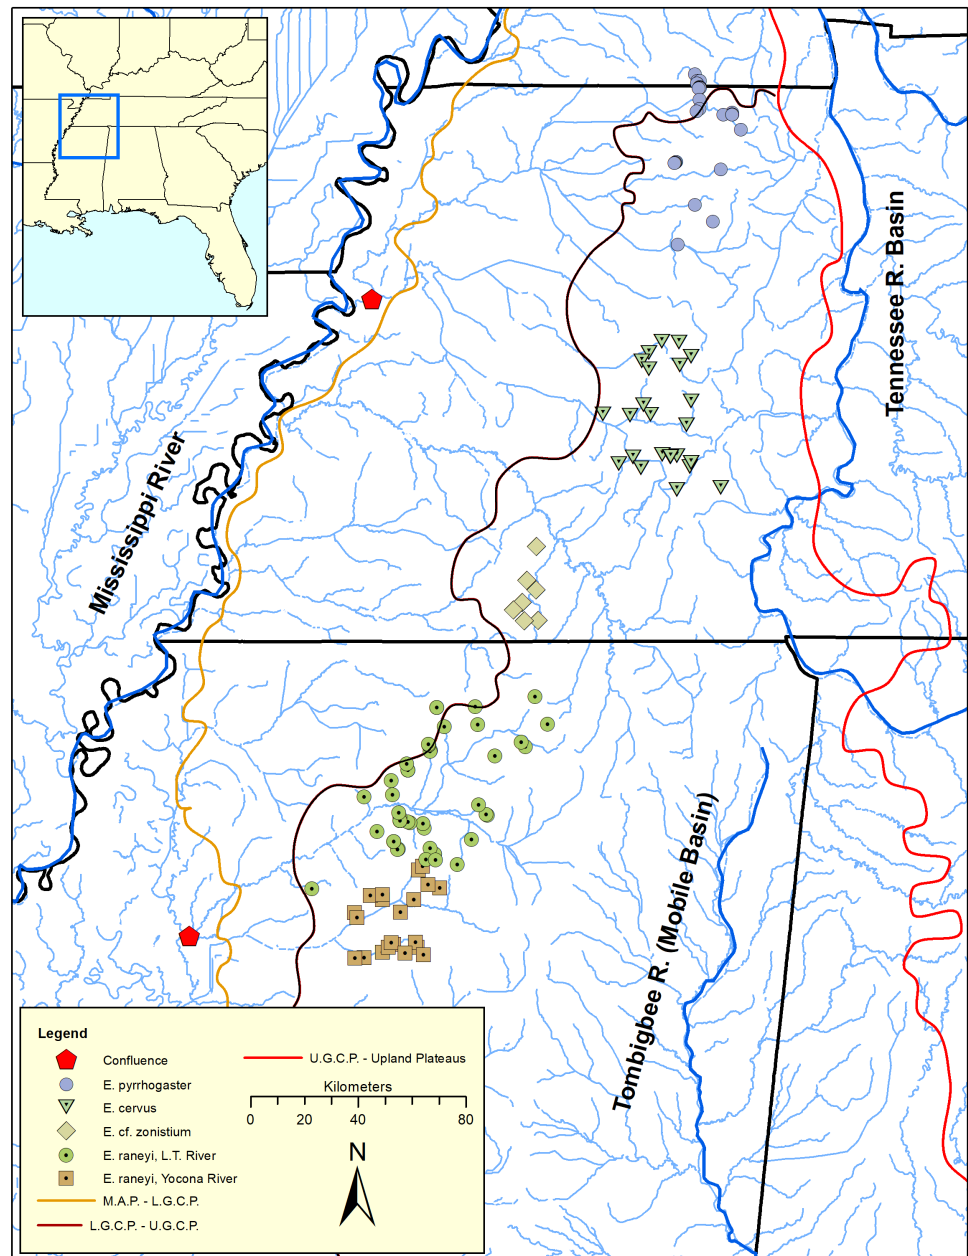 Tennessee R. Basin
Mississippi River
Tombigbee R. (Mobile Basin)
Legend
Confluence
E. pyrrhogaster
E. cervus
E. cf. zonistium
E. raneyi, L.T. River
E. raneyi, Yocona River
M.A.P. - L.G.C.P.
L.G.C.P. - U.G.C.P.
U.G.C.P. - Upland Plateaus
Kilometers
0 20 40 80
N